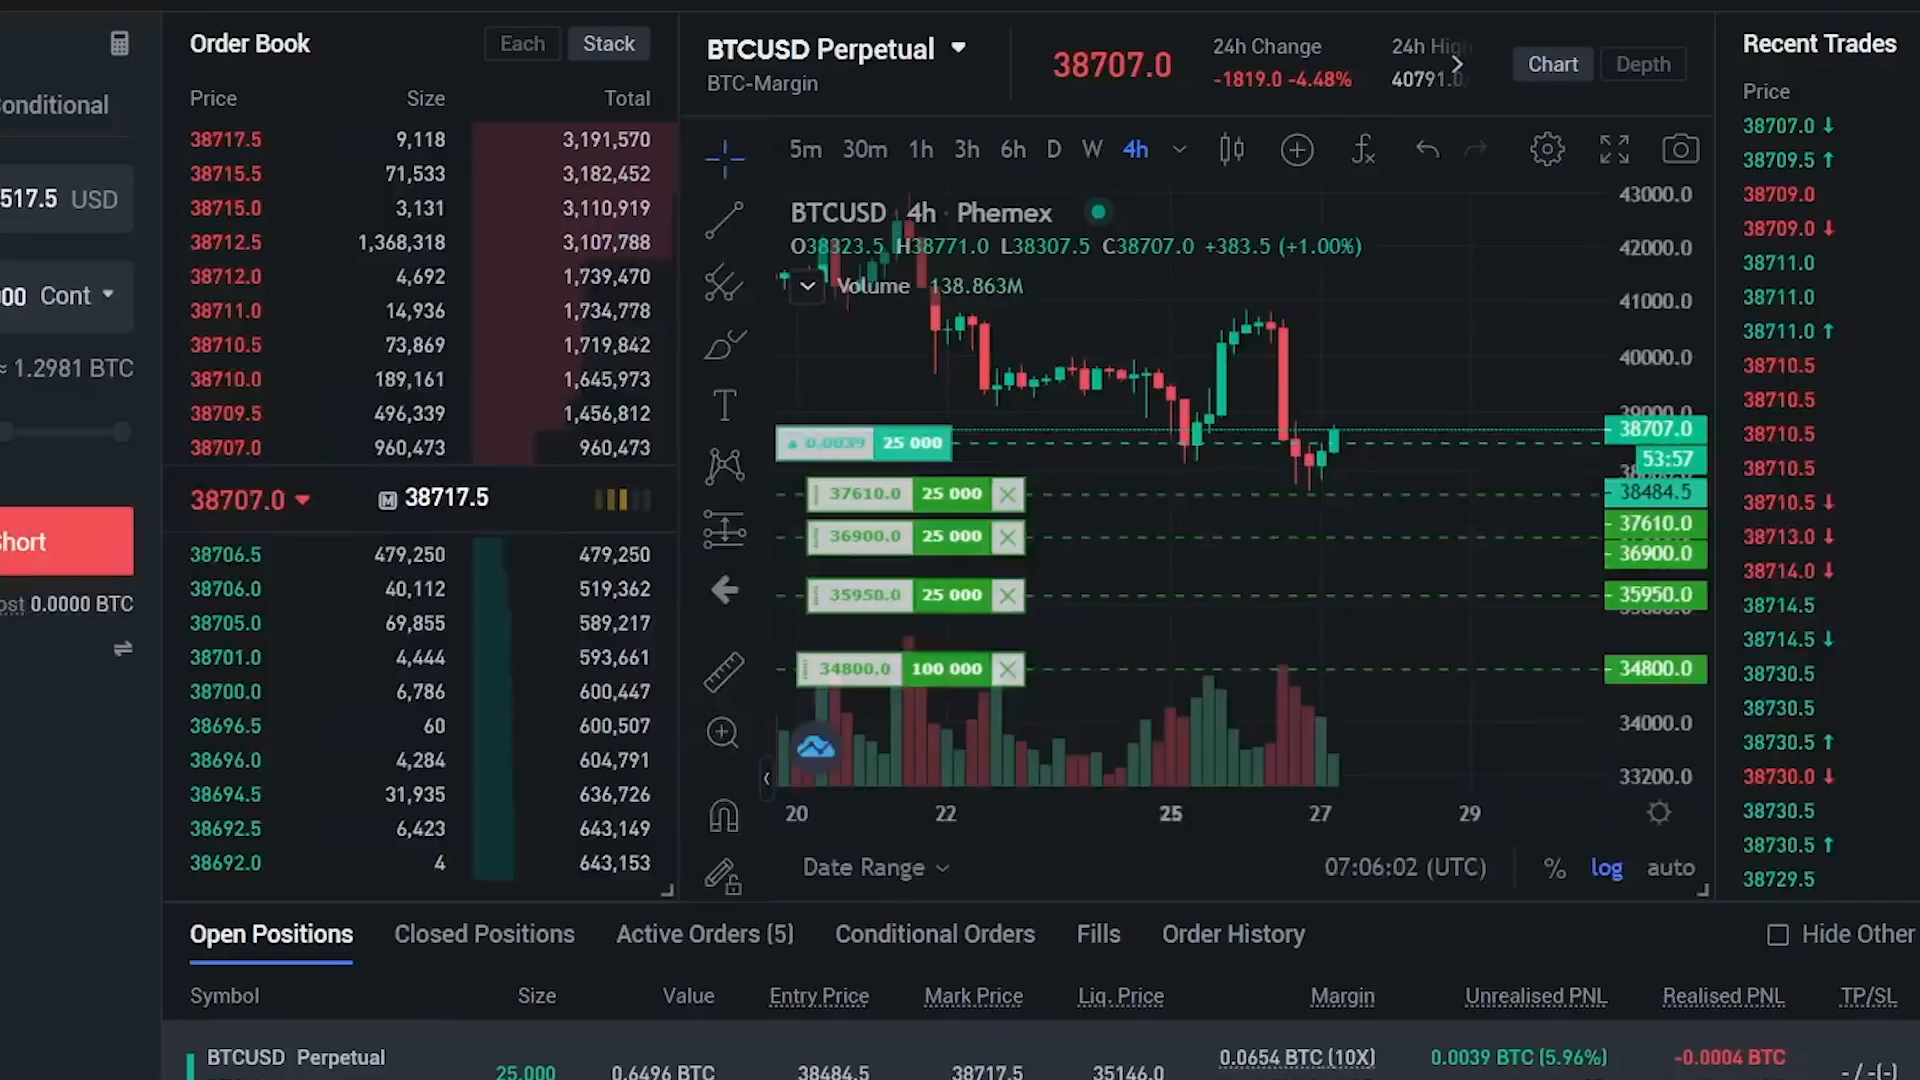 Conditional
517.5 USD
00 Cont
≈ 1.2981 BTC
Short
ost 0.0000 BTC
Order Book
Each
Stack
Price Size Total
38717.5 9,118 3,191,570
38715.5 71,533 3,182,452
38715.0 3,131 3,110,919
38712.5 1,368,318 3,107,788
38712.0 4,692 1,739,470
38711.0 14,936 1,734,778
38710.5 73,869 1,719,842
38710.0 189,161 1,645,973
38709.5 496,339 1,456,812
38707.0 960,473 960,473
38707.0 M 38717.5
38706.5 479,250 479,250
38706.0 40,112 519,362
38705.0 69,855 589,217
38701.0 4,444 593,661
38700.0 6,786 600,447
38696.5 60 600,507
38696.0 4,284 604,791
38694.5 31,935 636,726
38692.5 6,423 643,149
38692.0 4 643,153
BTCUSD Perpetual
BTC-Margin
38707.0
24h Change
-1819.0 -4.48%
24h High
40791.0
Chart
Depth
5m 30m 1h 3h 6h D W 4h
BTCUSD · 4h · Phemex
O38323.5 H38771.0 L38307.5 C38707.0 +383.5 (+1.00%)
Volume 138.863M
0.0039 25 000
37610.0 25 000
36900.0 25 000
35950.0 25 000
34800.0 100 000
43000.0
42000.0
41000.0
40000.0
39000.0
38707.0
53:57
38484.5
37610.0
36900.0
35950.0
34800.0
34000.0
33200.0
20 22 25 27 29
Date Range
07:06:02 (UTC) % log auto
Recent Trades
Price
38707.0 ↓
38709.5 ↑
38709.0
38709.0 ↓
38711.0
38711.0
38711.0 ↑
38710.5
38710.5
38710.5
38710.5
38710.5 ↓
38713.0 ↓
38714.0 ↓
38714.5
38714.5 ↓
38730.5
38730.5
38730.5 ↑
38730.0 ↓
38730.5
38730.5 ↑
38729.5
Open Positions Closed Positions Active Orders (5) Conditional Orders Fills Order History Hide Other
Symbol Size Value Entry Price Mark Price Liq. Price Margin Unrealised PNL Realised PNL TP/SL
BTCUSD Perpetual 25,000 0.6496 BTC 38484.5 38717.5 35146.0 0.0654 BTC (10X) 0.0039 BTC (5.96%) -0.0004 BTC - / -(-)